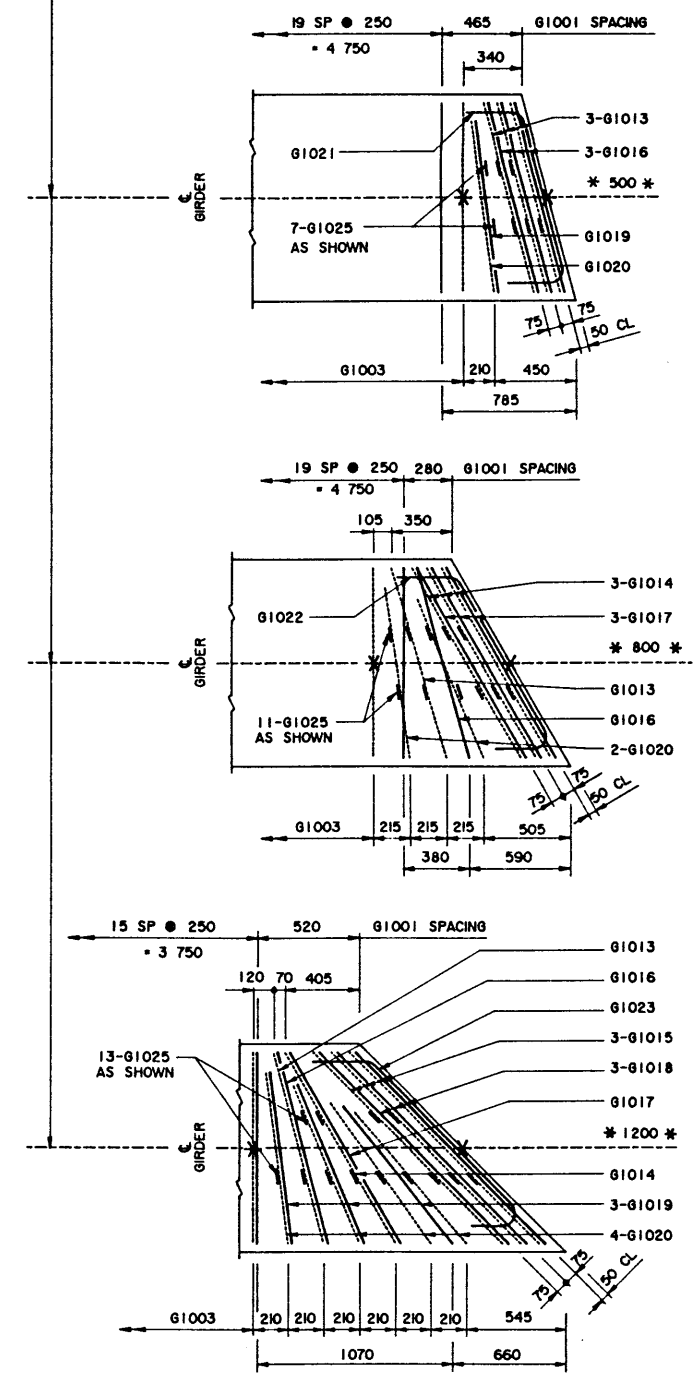 19 SP ● 250 465 G1001 SPACING
= 4 750
340
3-G1013
G1021
3-G1016
* 500 *
℄ GIRDER
7-G1025
AS SHOWN
G1019
G1020
75 75
50 CL
G1003 210 450
785
19 SP ● 250 280 G1001 SPACING
= 4 750
105 350
3-G1014
G1022
3-G1017
* 800 *
℄ GIRDER
G1013
11-G1025
AS SHOWN
G1016
2-G1020
75 75
50 CL
G1003 215 215 215 505
380 590
15 SP ● 250 520 G1001 SPACING
= 3 750
G1013
120 70 405
G1016
G1023
3-G1015
13-G1025
AS SHOWN
3-G1018
G1017
* 1200 *
℄ GIRDER
G1014
3-G1019
4-G1020
75 75
50 CL
G1003 210 210 210 210 210 210 545
1070 660